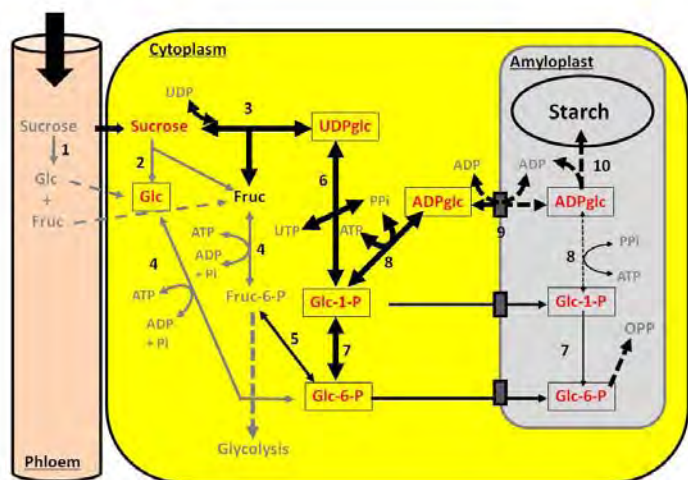 Cytoplasm
Amyloplast
UDP
3
Starch
Sucrose
Sucrose
UDPglc
1
2
6
ADP
ADP
10
Glc
+
Fruc
Glc
Fruc
PPi
ADPglc
ADPglc
UTP
ATP
9
4
ATP
ADP
+ Pi
4
8
8
PPi
ATP
ATP
ADP
+ Pi
Fruc-6-P
Glc-1-P
Glc-1-P
5
7
7
OPP
Glc-6-P
Glc-6-P
Glycolysis
Phloem